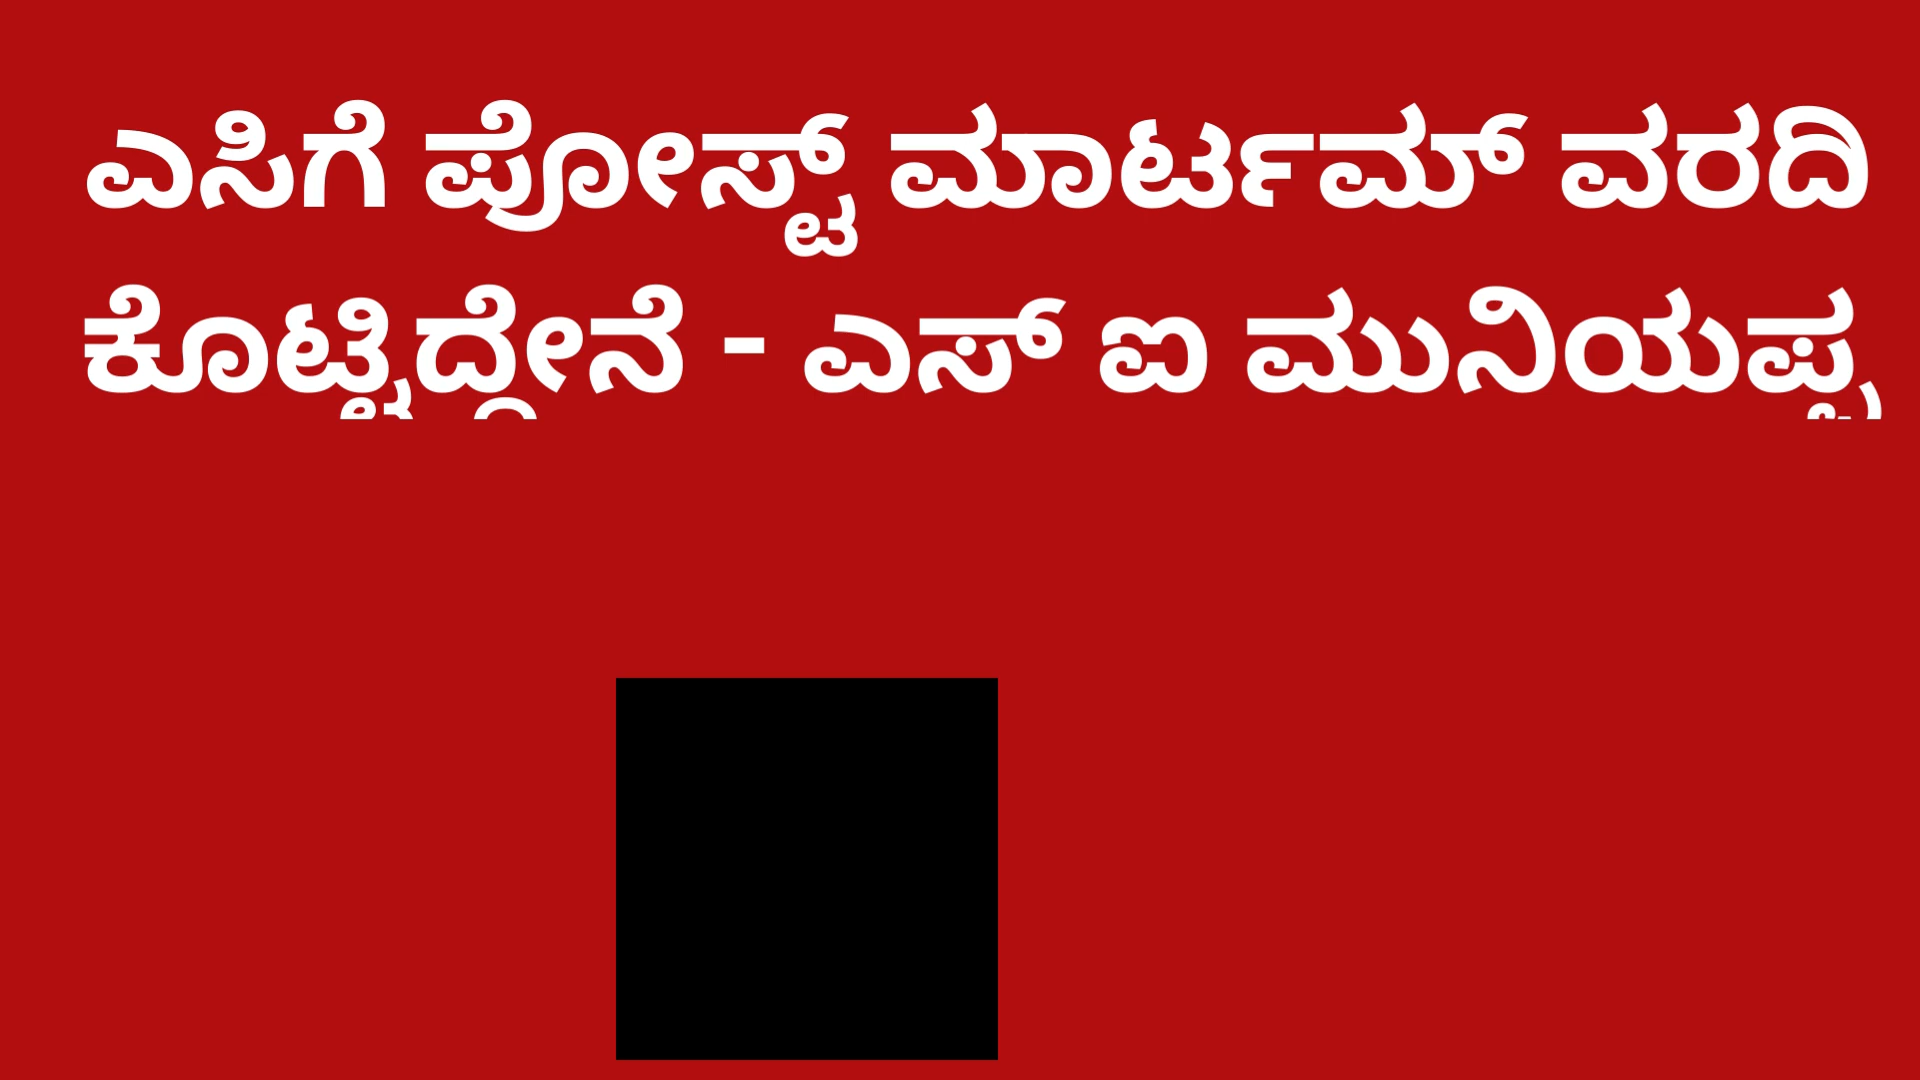 ಎಸಿಗೆ ಪೋಸ್ಟ್ ಮಾರ್ಟಮ್ ವರದಿ
ಕೊಟ್ಟಿದ್ದೇನೆ - ಎಸ್ ಐ ಮುನಿಯಪ್ಪ